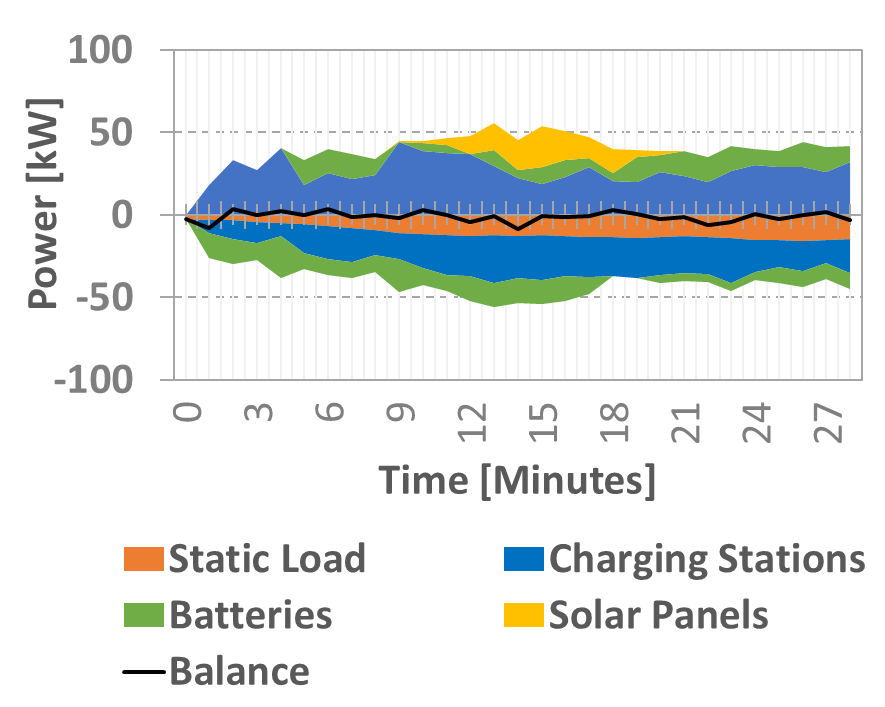 100
50
0
-50
-100
Power [kW]
0 3 6 9 12 15 18 21 24 27
Time [Minutes]
Static Load Charging Stations
Batteries Solar Panels
Balance